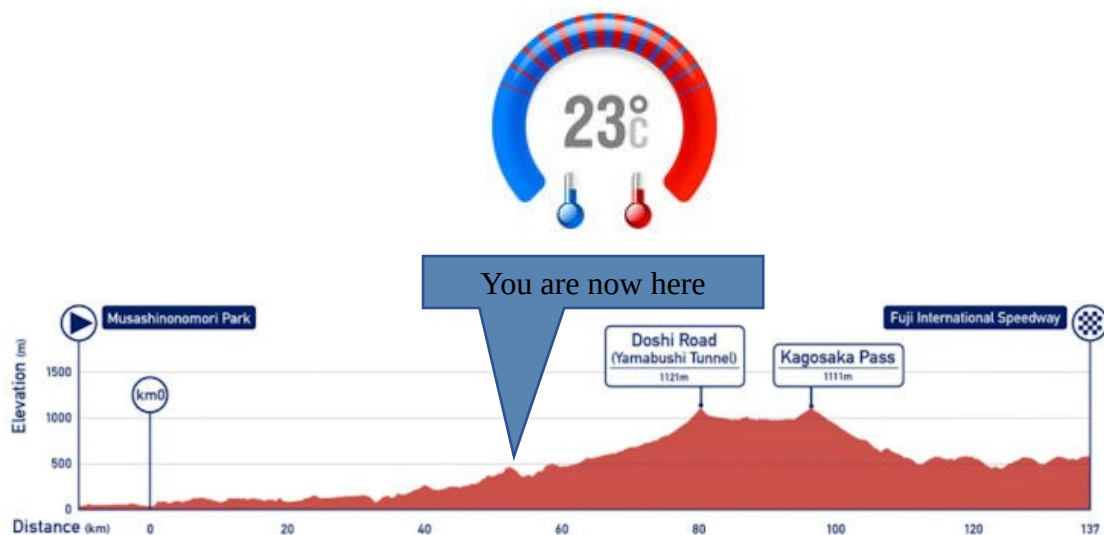 23°C
You are now here
Musashinonomori Park
Fuji International Speedway
Doshi Road
(Yamabushi Tunnel)
1121m
Kagosaka Pass
1111m
km0
Elevation (m)
1500
1000
500
0
Distance (km)
0
20
40
60
80
100
120
137